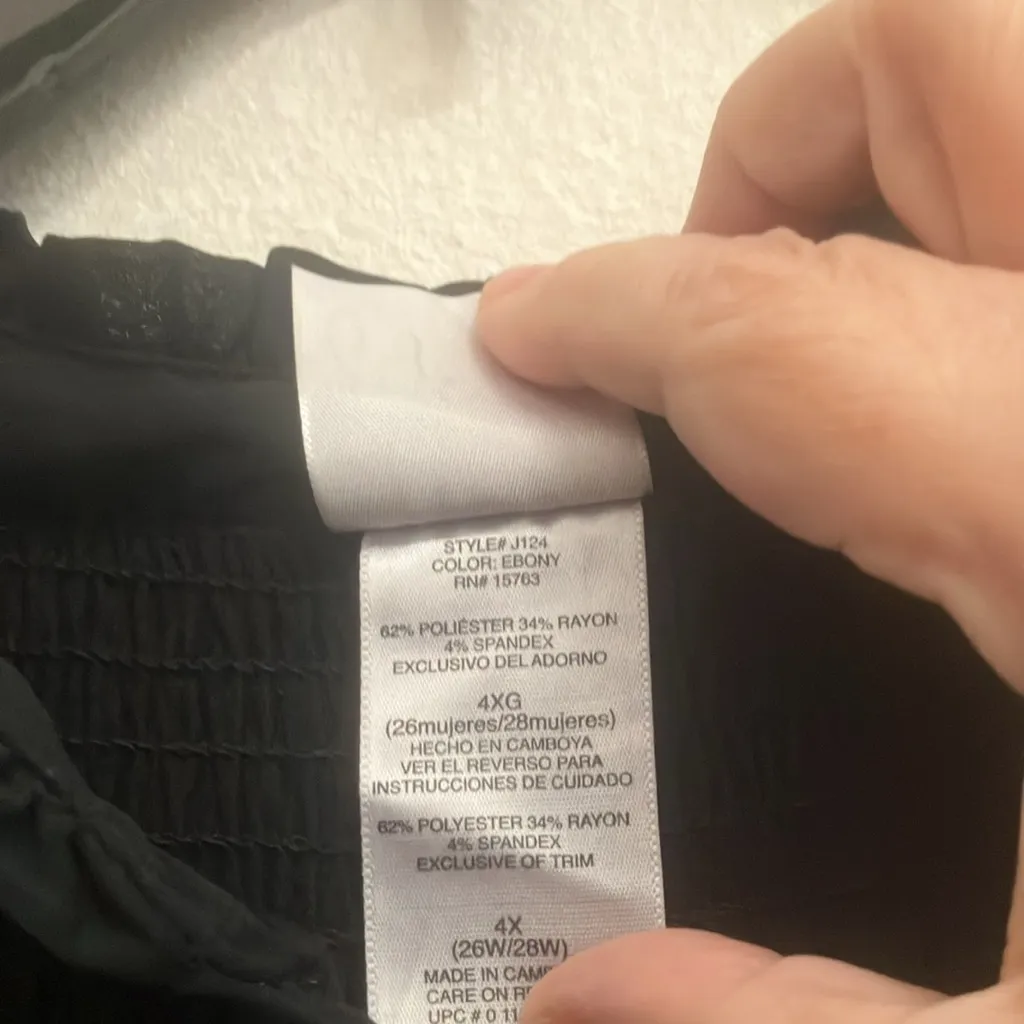 STYLE# J124
COLOR: EBONY
RN# 15763
62% POLIÉSTER 34% RAYON
4% SPANDEX
EXCLUSIVO DEL ADORNO
4XG
(26mujeres/28mujeres)
HECHO EN CAMBOYA
VER EL REVERSO PARA
INSTRUCCIONES DE CUIDADO
62% POLYESTER 34% RAYON
4% SPANDEX
EXCLUSIVE OF TRIM
4X
(26W/28W)
MADE IN
CARE ON
UPC # 0